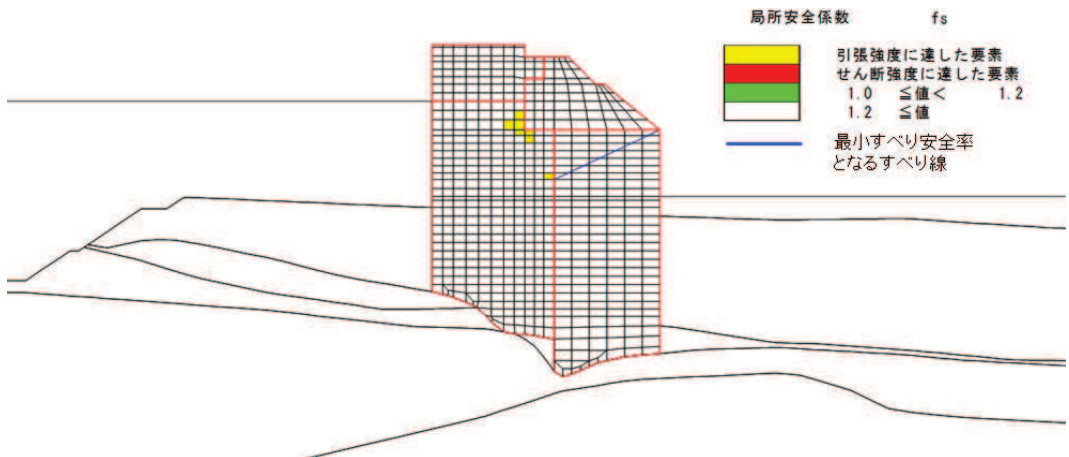 局所安全係数 fs
引張強度に達した要素
せん断強度に達した要素
1.0 ≦値< 1.2
1.2 ≦値
最小すべり安全率
となるすべり線